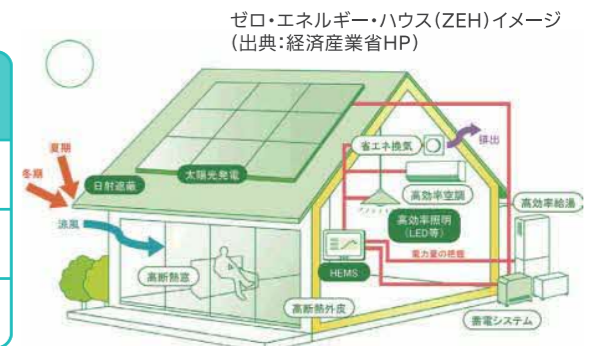 ゼロ・エネルギー・ハウス(ZEH)イメージ
(出典:経済産業省HP)
夏期
冬期
日射遮蔽
太陽光発電
省エネ換気
排出
高効率空調
高効率照明
(LED等)
高効率給湯
涼風
高断熱窓
HEMS
電力量の把握
高断熱外皮
蓄電システム